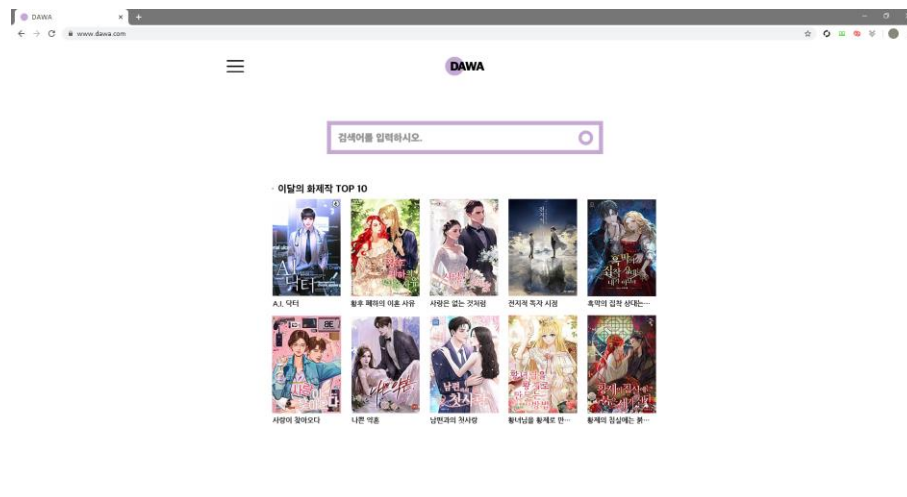 DAWA
www.dawa.com
DAWA
검색어를 입력하시오.
이달의 화제작 TOP 10
A.I. 닥터
황후 폐하의 이혼 사유
사랑은 없는 것처럼
전지적 독자 시점
흑막의 집착 상대는…
사랑이 찾아오다
나쁜 약혼
남편과의 첫사랑
황녀님을 황제로 만…
황제의 침실에는 붉…